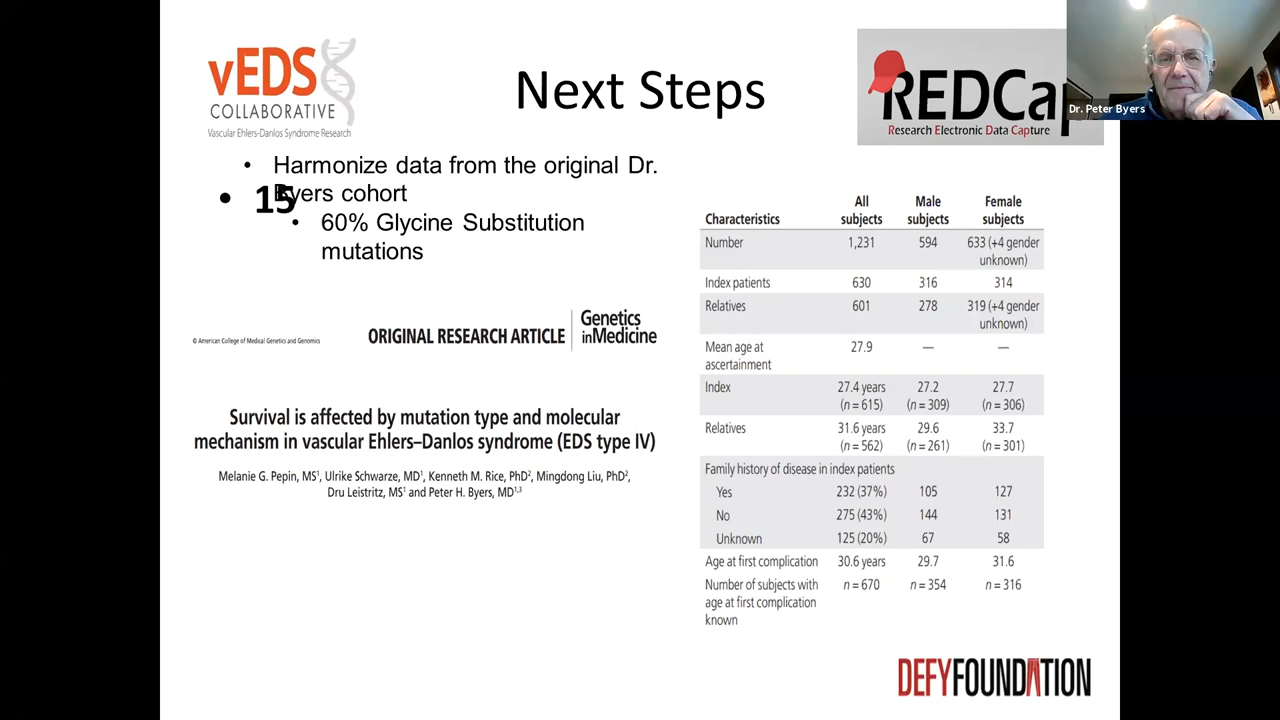 vEDS
COLLABORATIVE
Vascular Ehlers-Danlos Syndrome Research
Next Steps
REDCap
Research Electronic Data Capture
Dr. Peter Byers
• Harmonize data from the original Dr.
Byers cohort
• 15
• 60% Glycine Substitution
mutations
© American College of Medical Genetics and Genomics
ORIGINAL RESEARCH ARTICLE
Genetics
inMedicine
Survival is affected by mutation type and molecular
mechanism in vascular Ehlers–Danlos syndrome (EDS type IV)
Melanie G. Pepin, MS¹, Ulrike Schwarze, MD¹, Kenneth M. Rice, PhD², Mingdong Liu, PhD²,
Dru Leistritz, MS¹ and Peter H. Byers, MD¹,³
Characteristics All subjects Male subjects Female subjects
Number 1,231 594 633 (+4 gender unknown)
Index patients 630 316 314
Relatives 601 278 319 (+4 gender unknown)
Mean age at ascertainment 27.9 — —
Index 27.4 years (n = 615) 27.2 (n = 309) 27.7 (n = 306)
Relatives 31.6 years (n = 562) 29.6 (n = 261) 33.7 (n = 301)
Family history of disease in index patients
Yes 232 (37%) 105 127
No 275 (43%) 144 131
Unknown 125 (20%) 67 58
Age at first complication 30.6 years 29.7 31.6
Number of subjects with age at first complication known n = 670 n = 354 n = 316
DEFYFOUNDATION